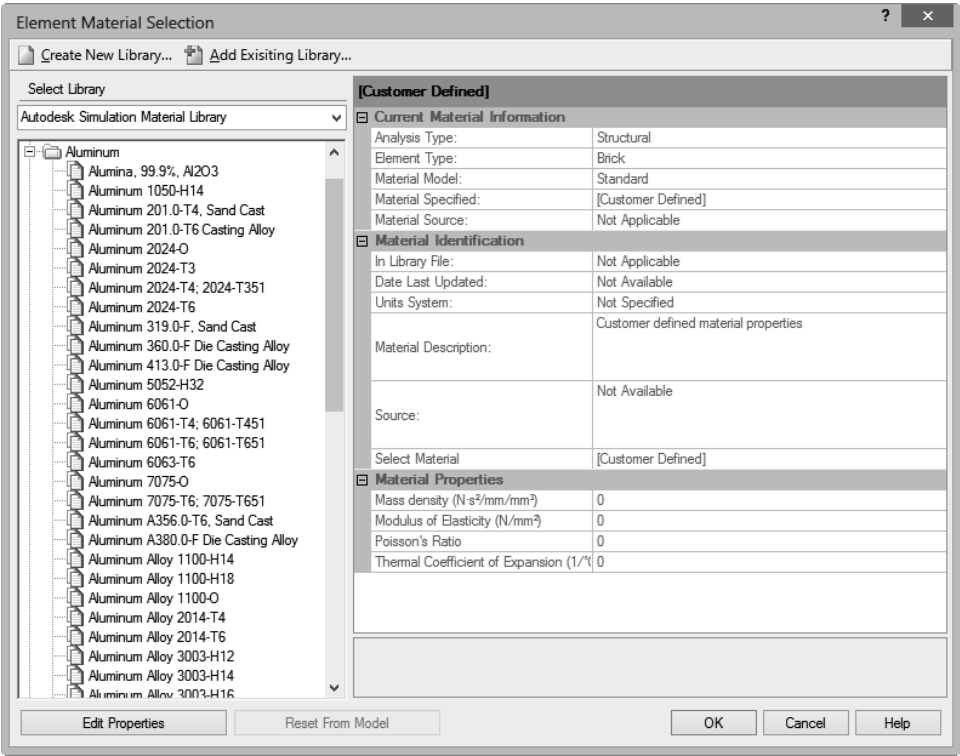 Element Material Selection
? ×
Create New Library... Add Exisiting Library...
Select Library
Autodesk Simulation Material Library
Aluminum
Alumina, 99.9%, Al2O3
Aluminum 1050-H14
Aluminum 201.0-T4, Sand Cast
Aluminum 201.0-T6 Casting Alloy
Aluminum 2024-O
Aluminum 2024-T3
Aluminum 2024-T4; 2024-T351
Aluminum 2024-T6
Aluminum 319.0-F, Sand Cast
Aluminum 360.0-F Die Casting Alloy
Aluminum 413.0-F Die Casting Alloy
Aluminum 5052-H32
Aluminum 6061-O
Aluminum 6061-T4; 6061-T451
Aluminum 6061-T6; 6061-T651
Aluminum 6063-T6
Aluminum 7075-O
Aluminum 7075-T6; 7075-T651
Aluminum A356.0-T6, Sand Cast
Aluminum A380.0-F Die Casting Alloy
Aluminum Alloy 1100-H14
Aluminum Alloy 1100-H18
Aluminum Alloy 1100-O
Aluminum Alloy 2014-T4
Aluminum Alloy 2014-T6
Aluminum Alloy 3003-H12
Aluminum Alloy 3003-H14
Aluminum Alloy 3003-H16
[Customer Defined]
Current Material Information
Analysis Type: Structural
Element Type: Brick
Material Model: Standard
Material Specified: [Customer Defined]
Material Source: Not Applicable
Material Identification
In Library File: Not Applicable
Date Last Updated: Not Available
Units System: Not Specified
Material Description: Customer defined material properties
Source: Not Available
Select Material [Customer Defined]
Material Properties
Mass density (N·s²/mm/mm³) 0
Modulus of Elasticity (N/mm²) 0
Poisson's Ratio 0
Thermal Coefficient of Expansion (1/°( 0
Edit Properties Reset From Model OK Cancel Help